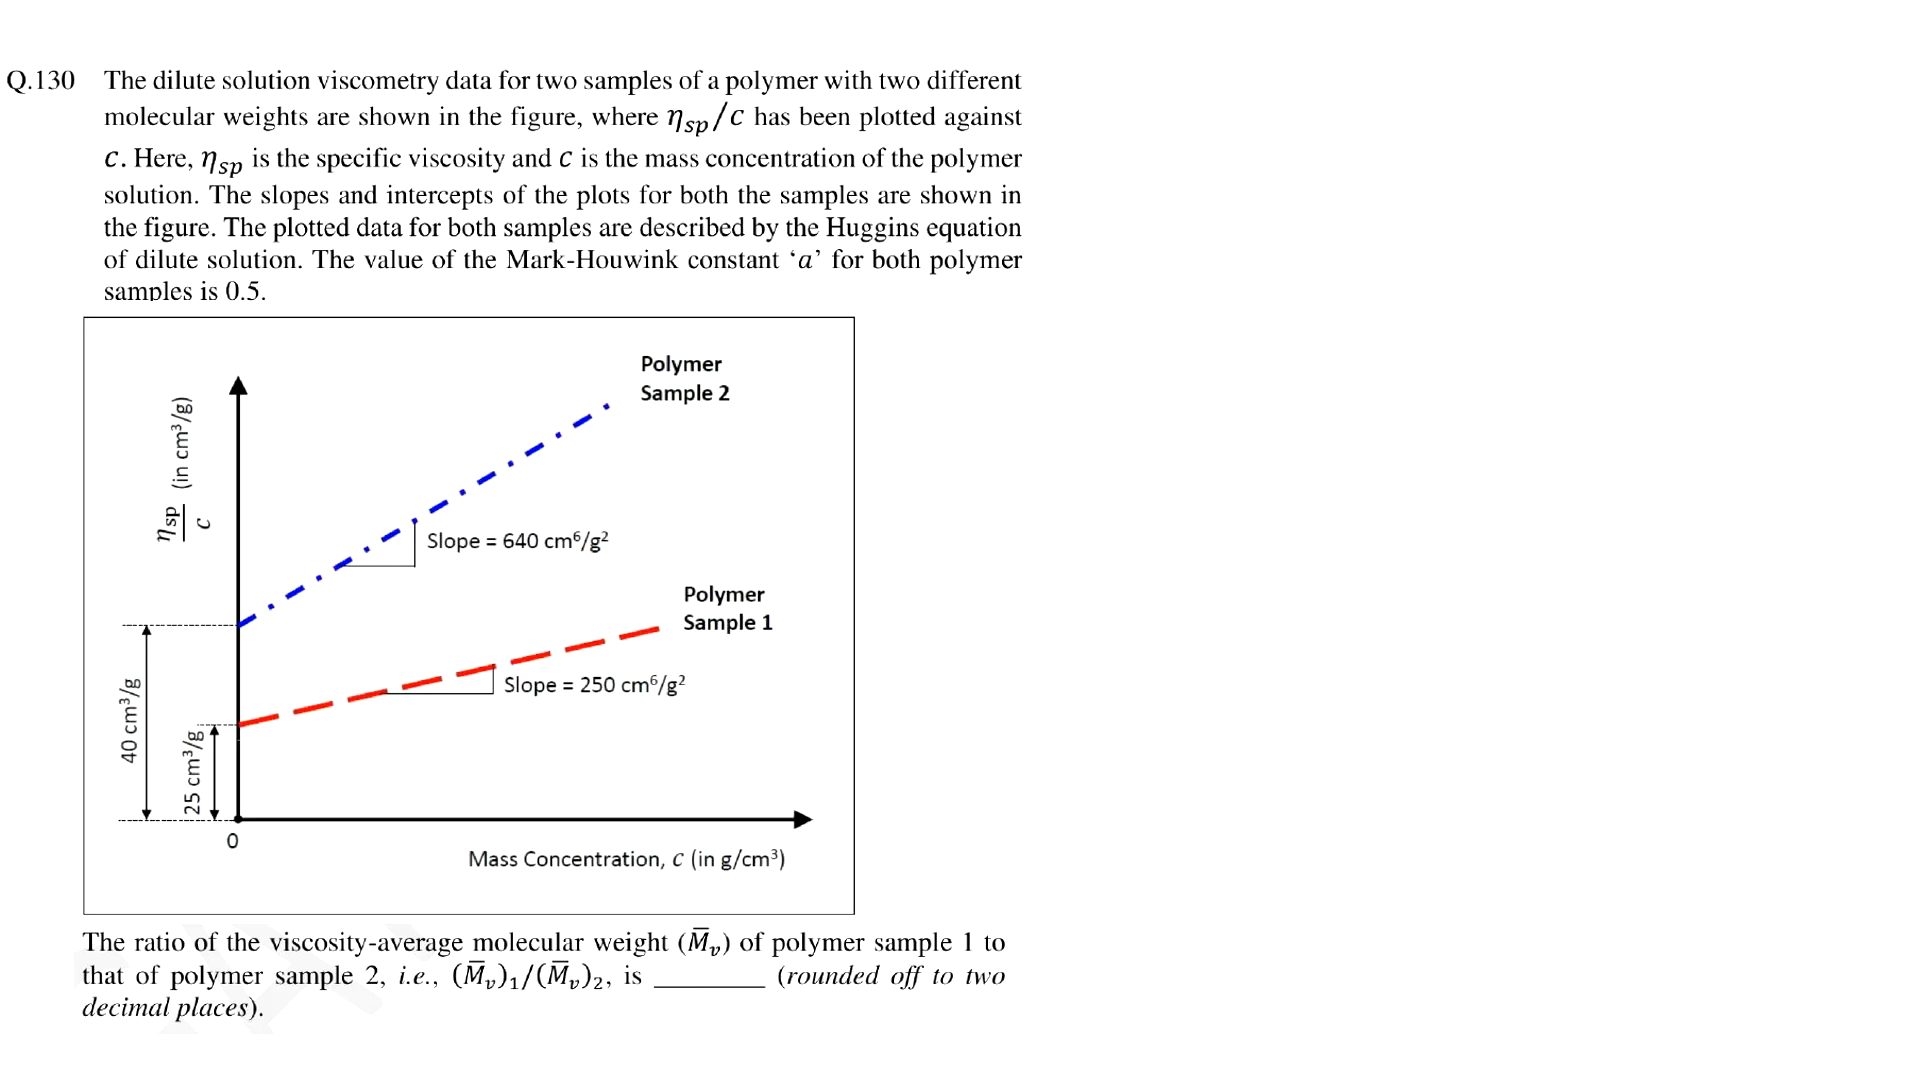 Q.130 The dilute solution viscometry data for two samples of a polymer with two different
molecular weights are shown in the figure, where η_sp/c has been plotted against
c. Here, η_sp is the specific viscosity and c is the mass concentration of the polymer
solution. The slopes and intercepts of the plots for both the samples are shown in
the figure. The plotted data for both samples are described by the Huggins equation
of dilute solution. The value of the Mark-Houwink constant ‘a’ for both polymer
samples is 0.5.
Polymer
Sample 2
η_sp/c (in cm³/g)
Slope = 640 cm⁶/g²
Polymer
Sample 1
Slope = 250 cm⁶/g²
40 cm³/g
25 cm³/g
0
Mass Concentration, c (in g/cm³)
The ratio of the viscosity-average molecular weight (M̅ᵥ) of polymer sample 1 to
that of polymer sample 2, i.e., (M̅ᵥ)₁/(M̅ᵥ)₂, is ________ (rounded off to two
decimal places).